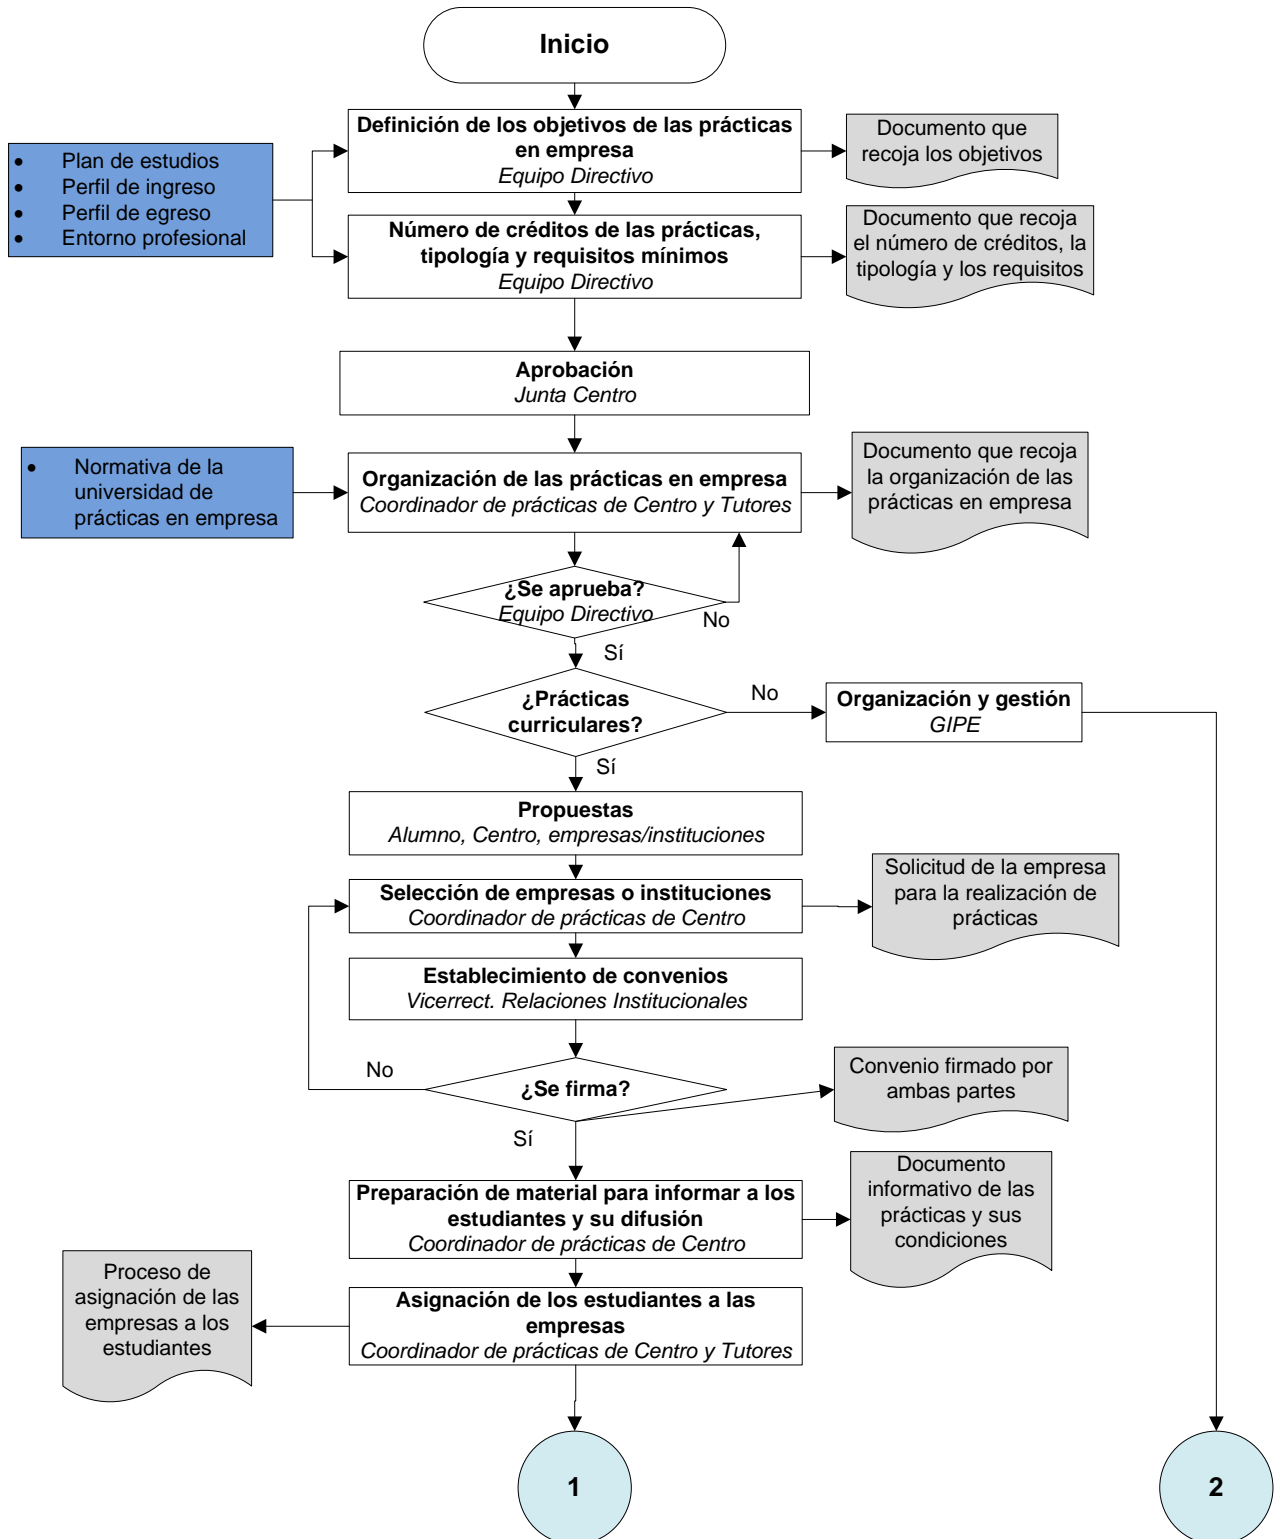 Inicio
Definición de los objetivos de las prácticas
en empresa
Equipo Directivo
Documento que
recoja los objetivos
• Plan de estudios
• Perfil de ingreso
• Perfil de egreso
• Entorno profesional
Número de créditos de las prácticas,
tipología y requisitos mínimos
Equipo Directivo
Documento que recoja
el número de créditos, la
tipología y los requisitos
Aprobación
Junta Centro
• Normativa de la
universidad de
prácticas en empresa
Organización de las prácticas en empresa
Coordinador de prácticas de Centro y Tutores
Documento que recoja
la organización de las
prácticas en empresa
¿Se aprueba?
Equipo Directivo
No
Sí
¿Prácticas
curriculares?
No
Organización y gestión
GIPE
Sí
Propuestas
Alumno, Centro, empresas/instituciones
Selección de empresas o instituciones
Coordinador de prácticas de Centro
Solicitud de la empresa
para la realización de
prácticas
Establecimiento de convenios
Vicerrect. Relaciones Institucionales
No
¿Se firma?
Convenio firmado por
ambas partes
Sí
Preparación de material para informar a los
estudiantes y su difusión
Coordinador de prácticas de Centro
Documento
informativo de las
prácticas y sus
condiciones
Proceso de
asignación de las
empresas a los
estudiantes
Asignación de los estudiantes a las
empresas
Coordinador de prácticas de Centro y Tutores
1
2